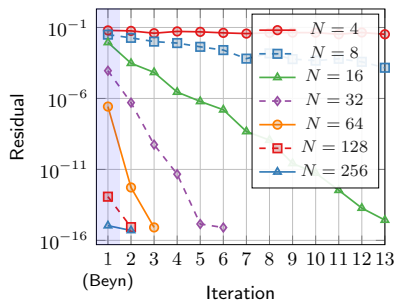 10^{-1}
10^{-6}
10^{-11}
10^{-16}
Residual
N = 4
N = 8
N = 16
N = 32
N = 64
N = 128
N = 256
1 2 3 4 5 6 7 8 9 10 11 12 13
(Beyn)
Iteration